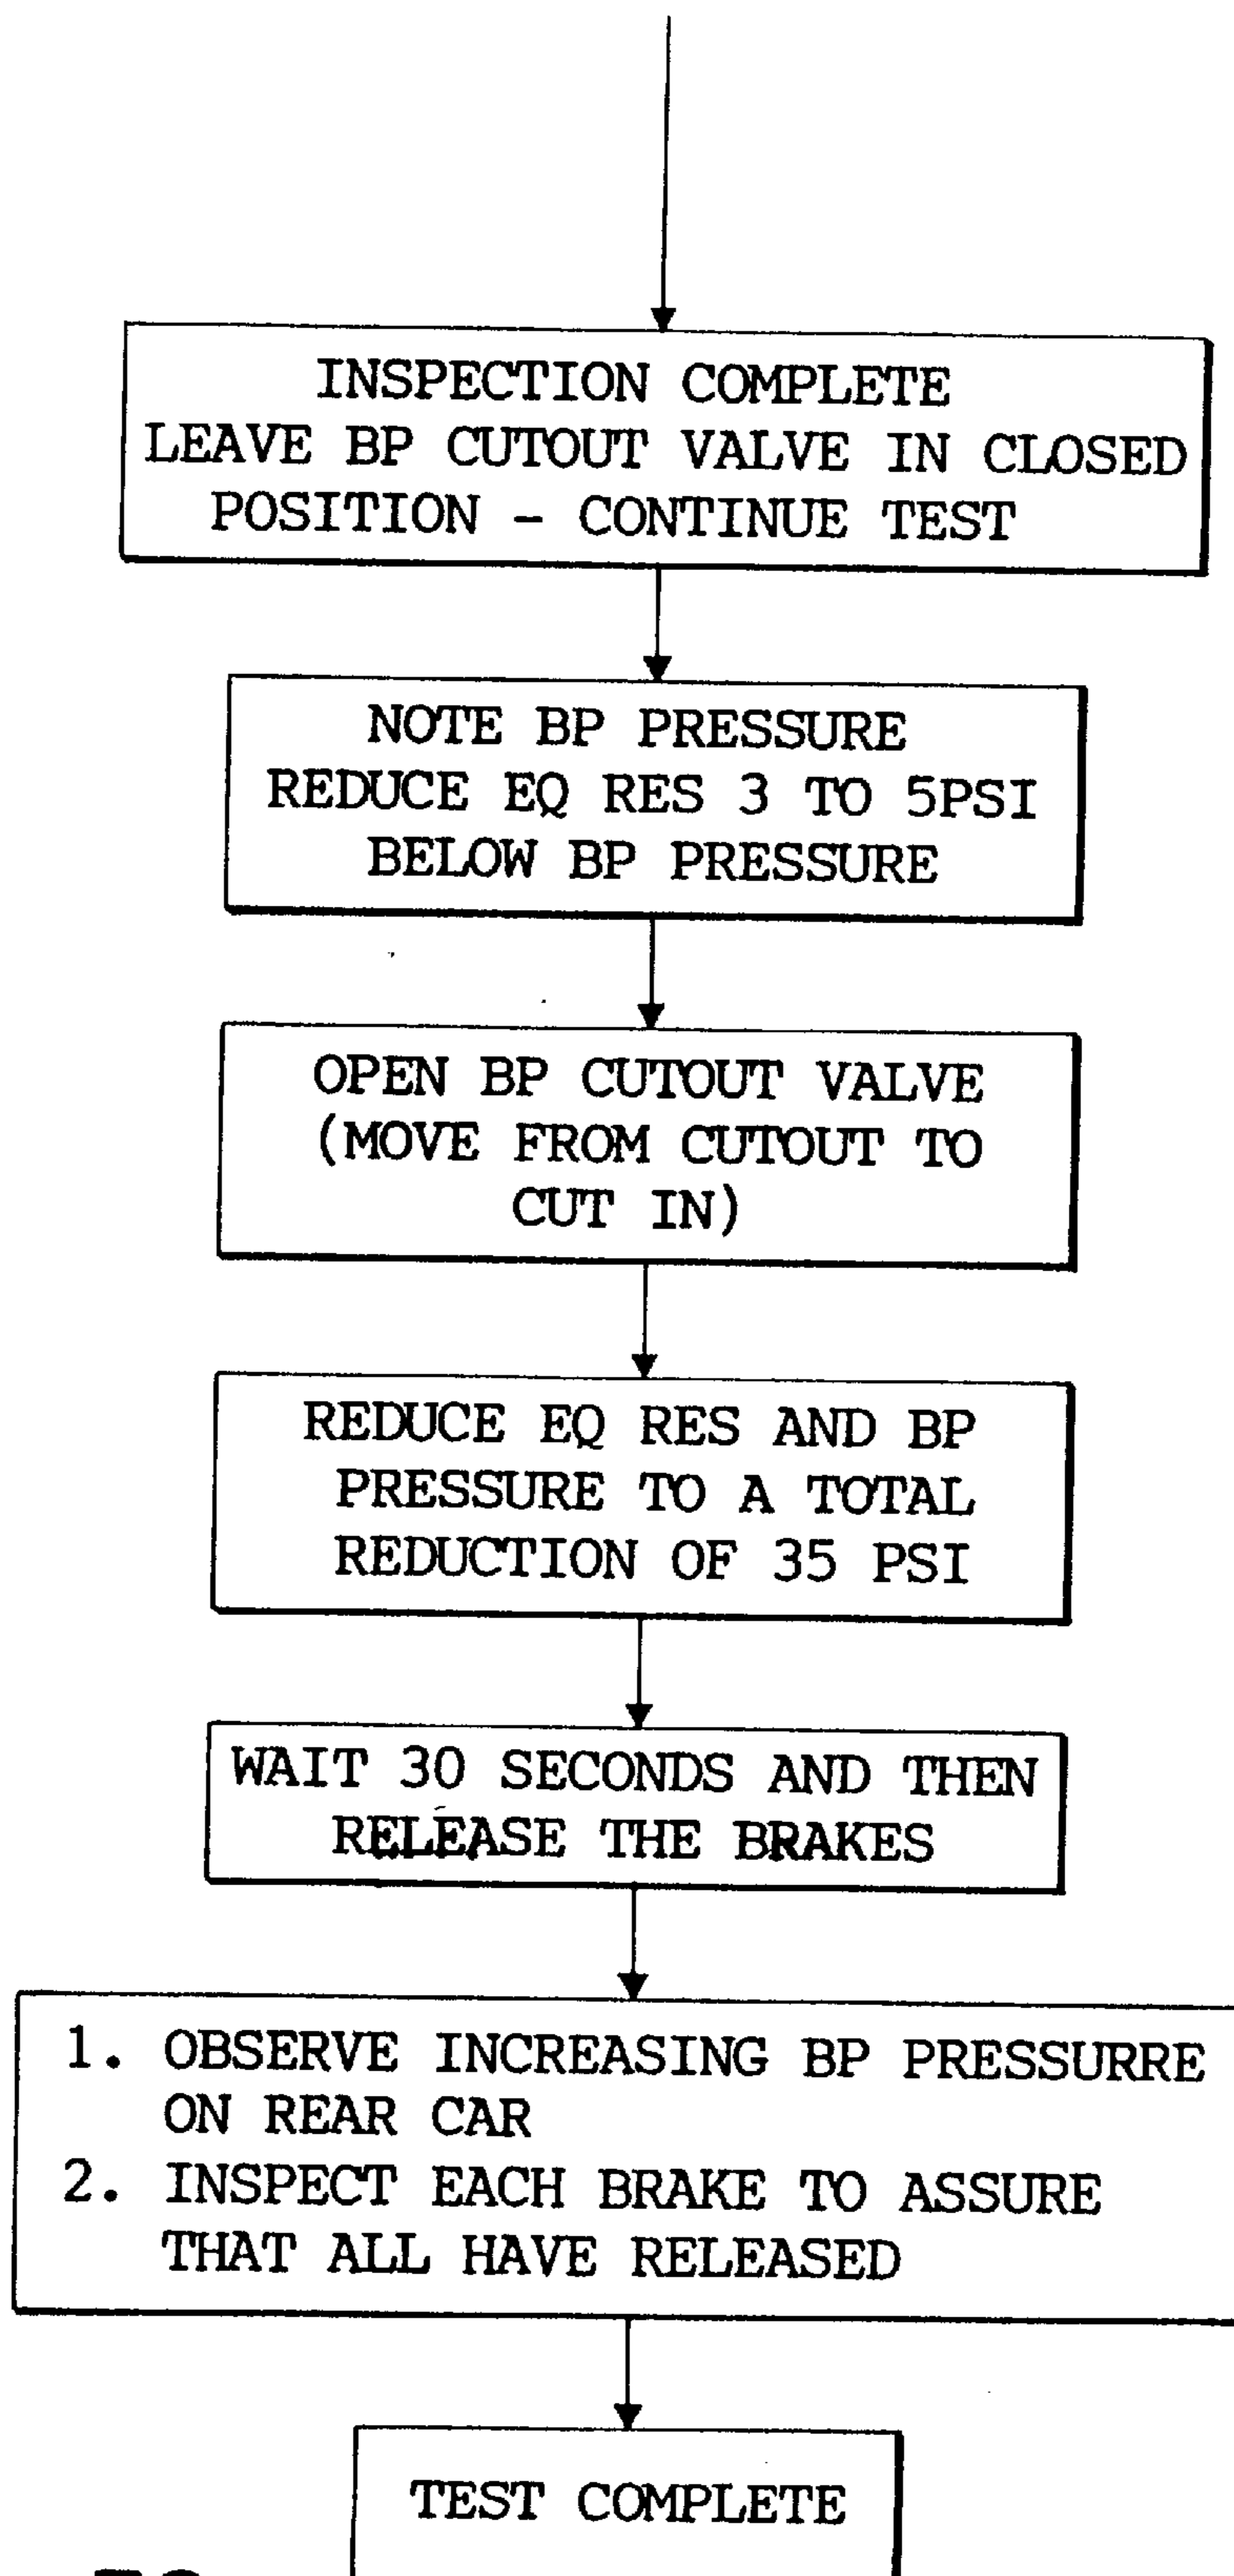 INSPECTION COMPLETE
LEAVE BP CUTOUT VALVE IN CLOSED
POSITION - CONTINUE TEST
NOTE BP PRESSURE
REDUCE EQ RES 3 TO 5PSI
BELOW BP PRESSURE
OPEN BP CUTOUT VALVE
(MOVE FROM CUTOUT TO
CUT IN)
REDUCE EQ RES AND BP
PRESSURE TO A TOTAL
REDUCTION OF 35 PSI
WAIT 30 SECONDS AND THEN
RELEASE THE BRAKES
1. OBSERVE INCREASING BP PRESSURRE
ON REAR CAR
2. INSPECT EACH BRAKE TO ASSURE
THAT ALL HAVE RELEASED
TEST COMPLETE